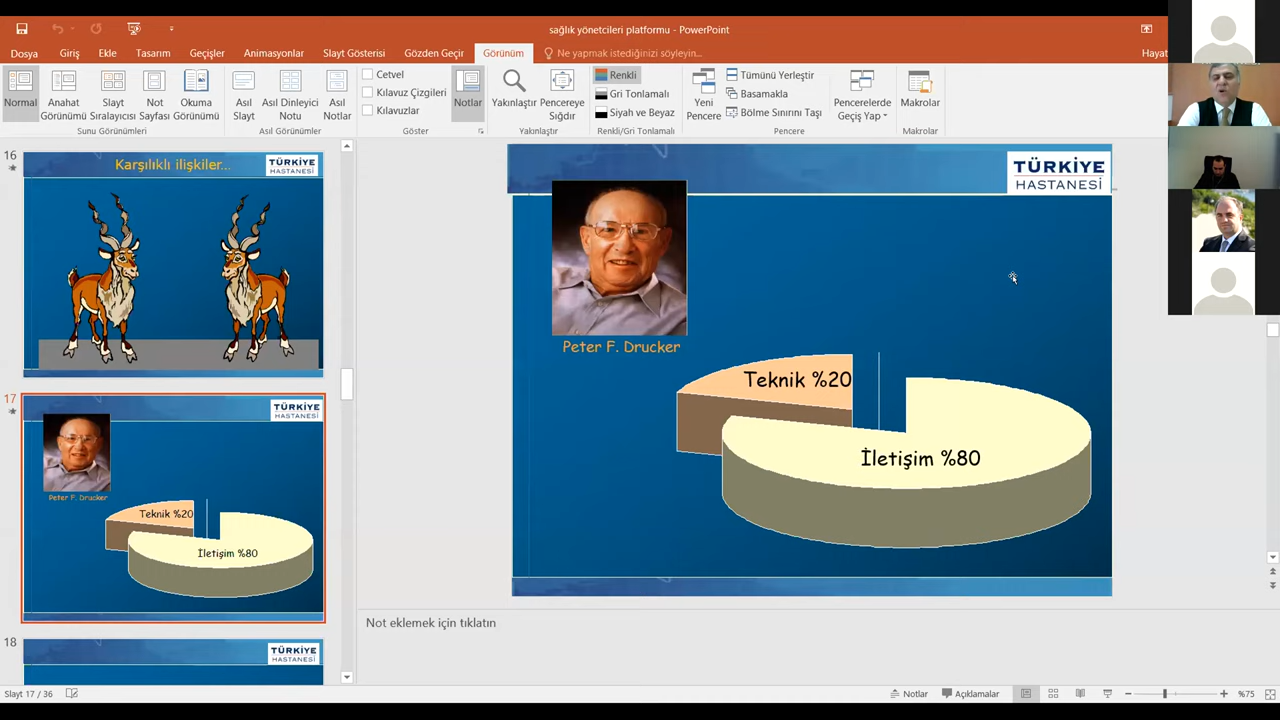 sağlık yönetcileri platformu - PowerPoint
Dosya Giriş Ekle Tasarım Geçişler Animasyonlar Slayt Gösterisi Gözden Geçir Görünüm Ne yapmak istediğinizi söyleyin... Hayat
Normal
Anahat Görünümü
Slayt Sıralayıcısı
Not Sayfası
Okuma Görünümü
Sunu Görünümleri
Asıl Slayt
Asıl Dinleyici Notu
Asıl Notlar
Asıl Görünümler
Cetvel
Kılavuz Çizgileri
Kılavuzlar
Göster
Notlar
Yakınlaştır
Pencereye Sığdır
Yakınlaştır
Renkli
Gri Tonlamalı
Siyah ve Beyaz
Renkli/Gri Tonlamalı
Yeni Pencere
Tümünü Yerleştir
Basamakla
Bölme Sınırını Taşı
Pencerelerde Geçiş Yap
Pencere
Makrolar
Makrolar
16
Karşılıklı ilişkiler...
TÜRKİYE
HASTANESİ
17
TÜRKİYE
HASTANESİ
Peter F. Drucker
Teknik %20
İletişim %80
18
TÜRKİYE
HASTANESİ
TÜRKİYE
HASTANESİ
Peter F. Drucker
Teknik %20
İletişim %80
Not eklemek için tıklatın
Slayt 17 / 36
Notlar
Açıklamalar
%75